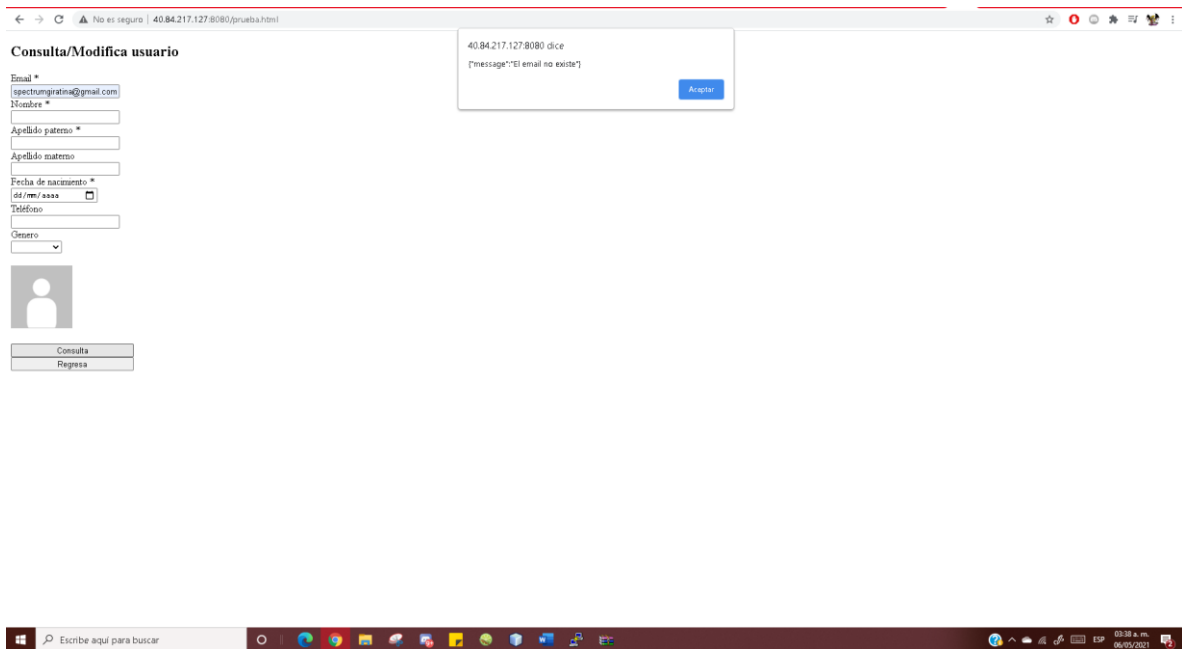 No es seguro | 40.84.217.127:8080/prueba.html
Consulta/Modifica usuario
40.84.217.127:8080 dice
{"message":"El email no existe"}
Aceptar
Email *
spectrumgiratina@gmail.com
Nombre *
Apellido paterno *
Apellido materno
Fecha de nacimiento *
dd/mm/aaaa
Teléfono
Genero
Consulta
Regresa
Escribe aquí para buscar
ESP
03:38 a. m.
06/05/2021